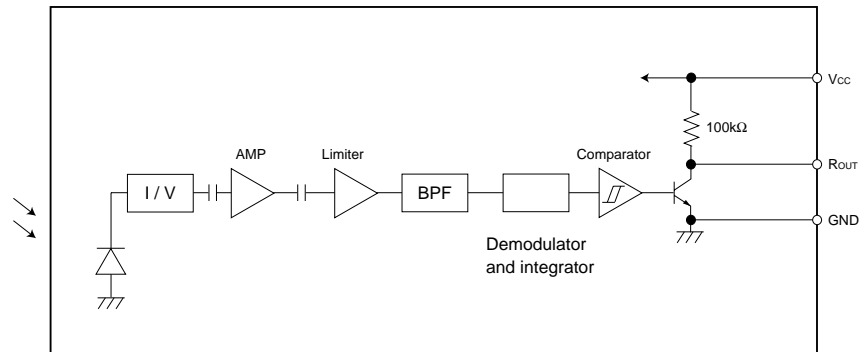 Vcc
100kΩ
AMP
Limiter
Comparator
ROUT
I / V
BPF
GND
Demodulator
and integrator